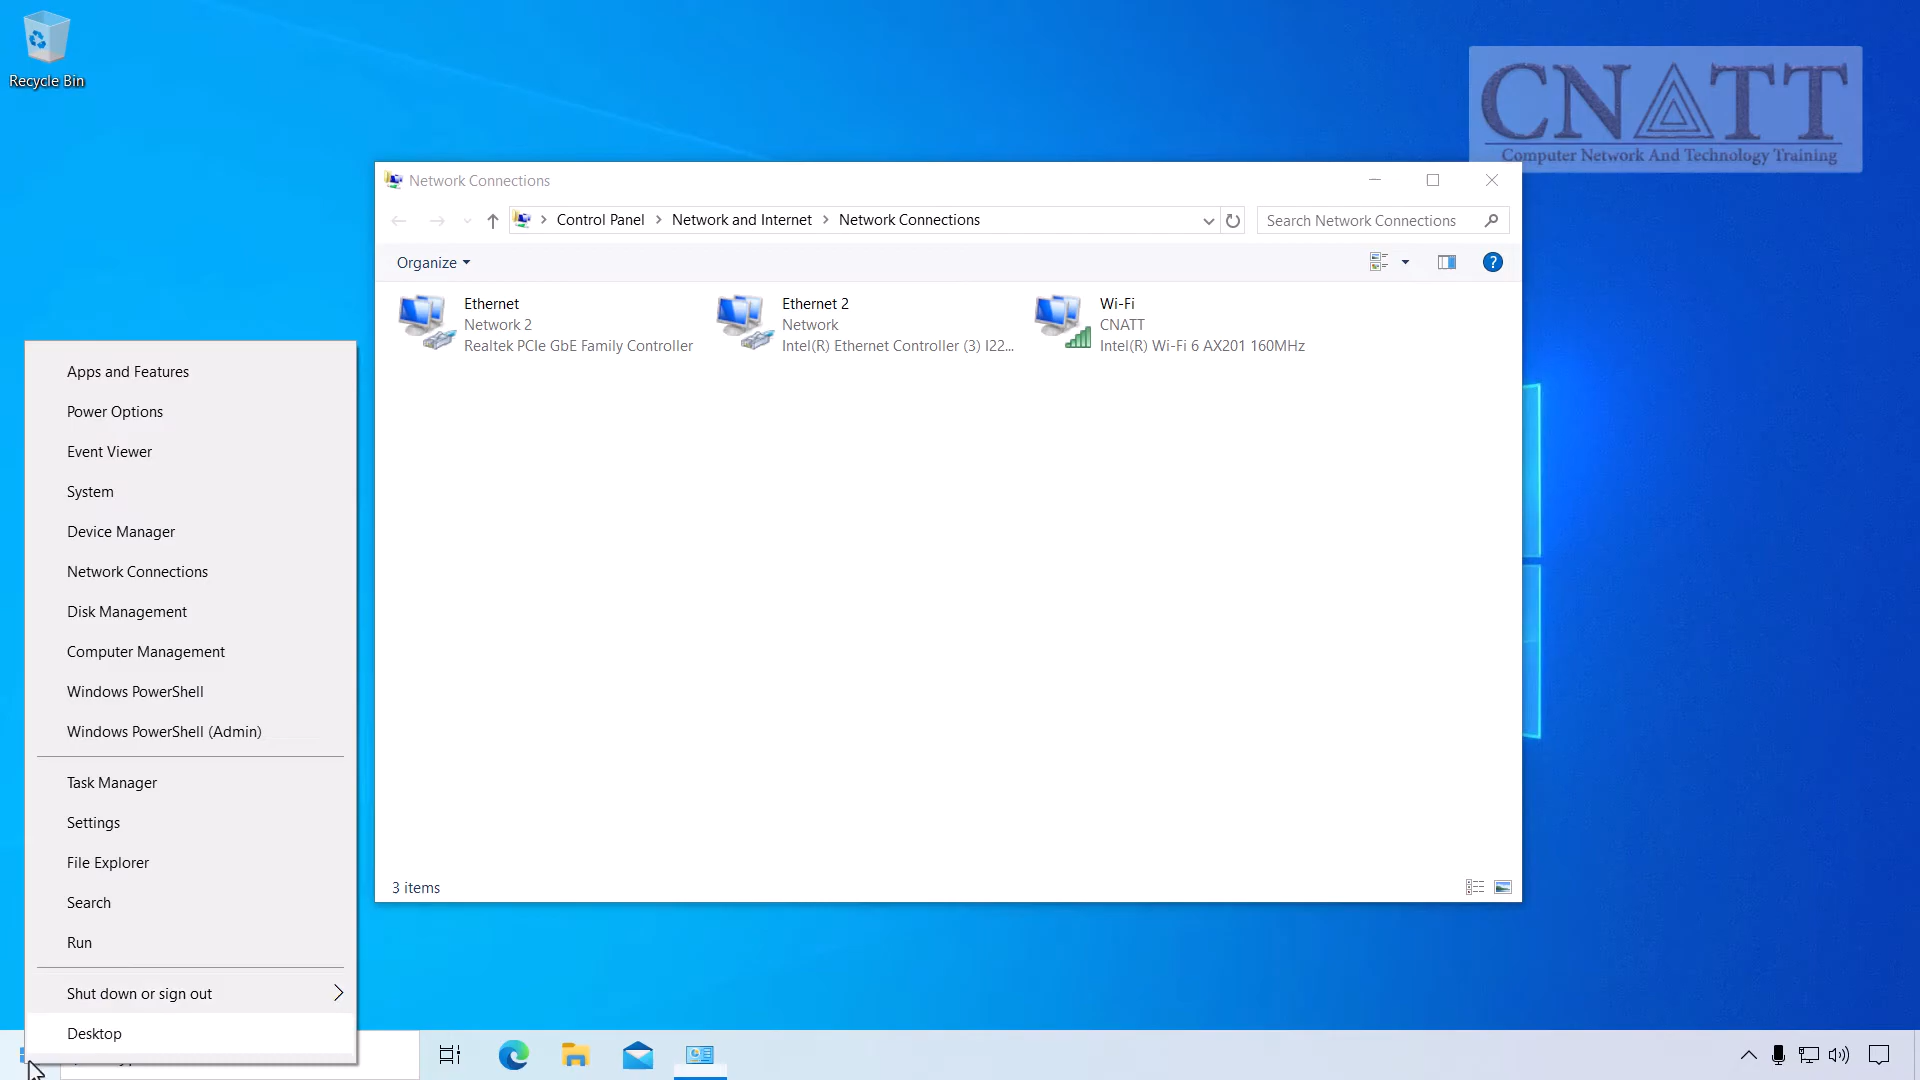 Recycle Bin
CNATT
Computer Network And Technology Training
Network Connections
Control Panel
Network and Internet
Network Connections
Search Network Connections
Organize
?
Ethernet
Network 2
Realtek PCIe GbE Family Controller
Ethernet 2
Network
Intel(R) Ethernet Controller (3) I22...
Wi-Fi
CNATT
Intel(R) Wi-Fi 6 AX201 160MHz
3 items
Apps and Features
Power Options
Event Viewer
System
Device Manager
Network Connections
Disk Management
Computer Management
Windows PowerShell
Windows PowerShell (Admin)
Task Manager
Settings
File Explorer
Search
Run
Shut down or sign out
Desktop